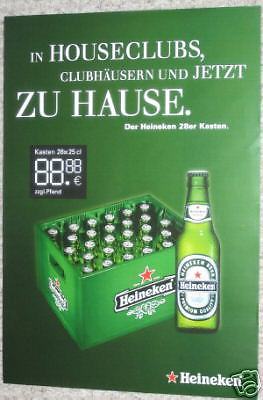 IN HOUSECLUBS,
CLUBHÄUSERN UND JETZT
ZU HAUSE.
Der Heineken 28er Kasten.
Kasten 28x25 cl
88.88
€
zzgl. Pfand
Heineken
Heineken
Heineken